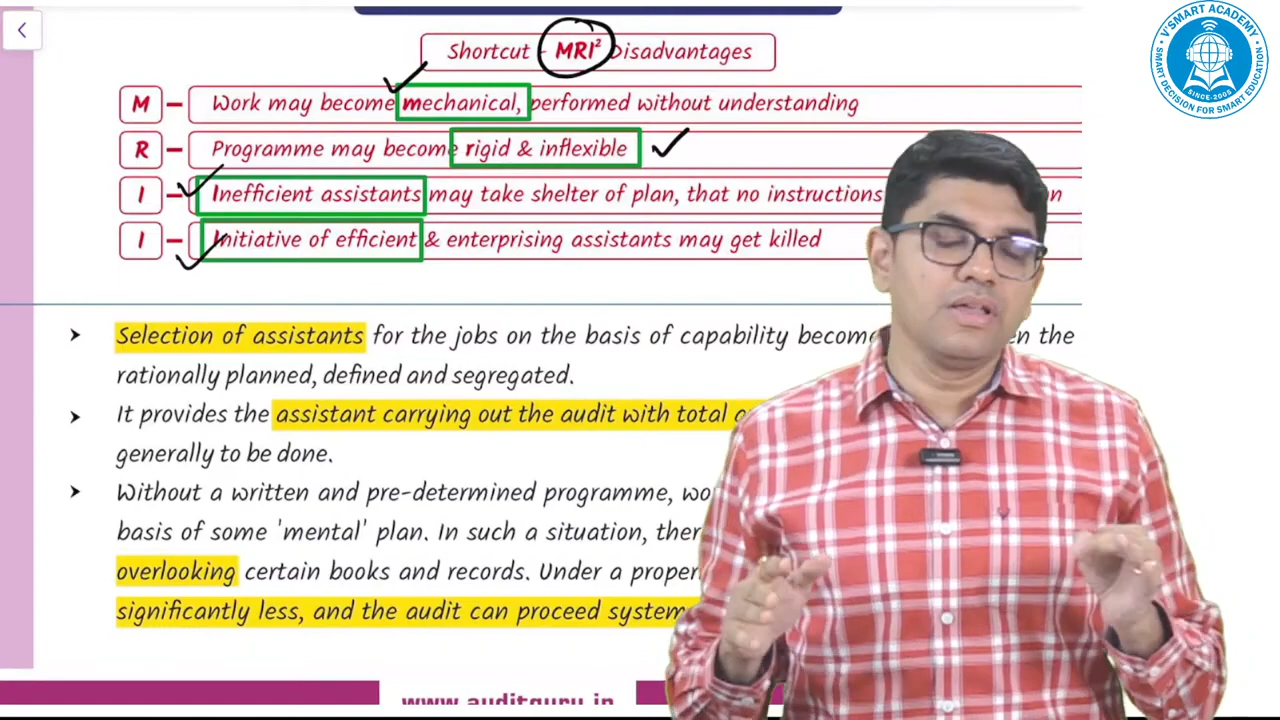 Shortcut - MRI² Disadvantages
M - Work may become mechanical, performed without understanding
R - Programme may become rigid & inflexible
I - Inefficient assistants may take shelter of plan, that no instructions
I - Initiative of efficient & enterprising assistants may get killed
➤ Selection of assistants for the jobs on the basis of capability the
rationally planned, defined and segregated.
➤ It provides the assistant carrying out the audit with total
generally to be done.
➤ Without a written and pre-determined programme,
basis of some 'mental' plan. In such a situation,
overlooking certain books and records. Under a
significantly less, and the audit can proceed
www.auditguru.in
V'SMART ACADEMY
SINCE-2005
SMART DECISION FOR SMART EDUCATION